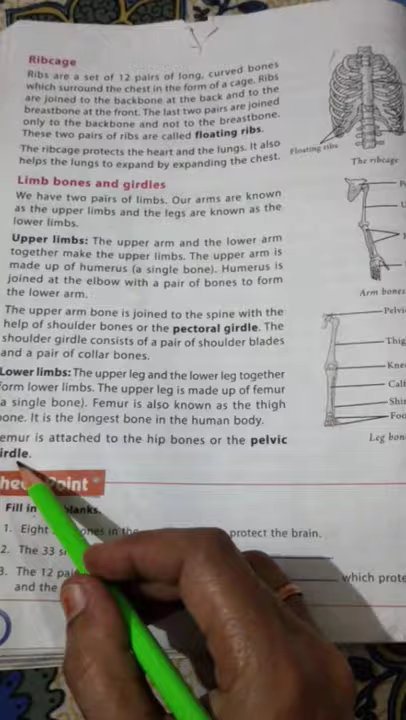 Ribcage
Ribs are a set of 12 pairs of long, curved bones
which surround the chest in the form of a cage. Ribs
are joined to the backbone at the back and to the
breastbone at the front. The last two pairs are joined
only to the backbone and not to the breastbone.
These two pairs of ribs are called floating ribs.
The ribcage protects the heart and the lungs. It also
helps the lungs to expand by expanding the chest.
Floating ribs
The ribcage
Limb bones and girdles
We have two pairs of limbs. Our arms are known
as the upper limbs and the legs are known as the
lower limbs.
Upper limbs: The upper arm and the lower arm
together make the upper limbs. The upper arm is
made up of humerus (a single bone). Humerus is
joined at the elbow with a pair of bones to form
the lower arm.
Arm bones
The upper arm bone is joined to the spine with the
help of shoulder bones or the pectoral girdle. The
shoulder girdle consists of a pair of shoulder blades
and a pair of collar bones.
Lower limbs: The upper leg and the lower leg together
form lower limbs. The upper leg is made up of femur
(a single bone). Femur is also known as the thigh
bone. It is the longest bone in the human body.
emur is attached to the hip bones or the pelvic
irdle.
Pelvi
Thig
Kne
Calf
Shi
Foo
Leg bon
Point
Fill in blanks.
1. Eight ones in the protect the brain.
2. The 33
3. The 12 pai which prote
and the